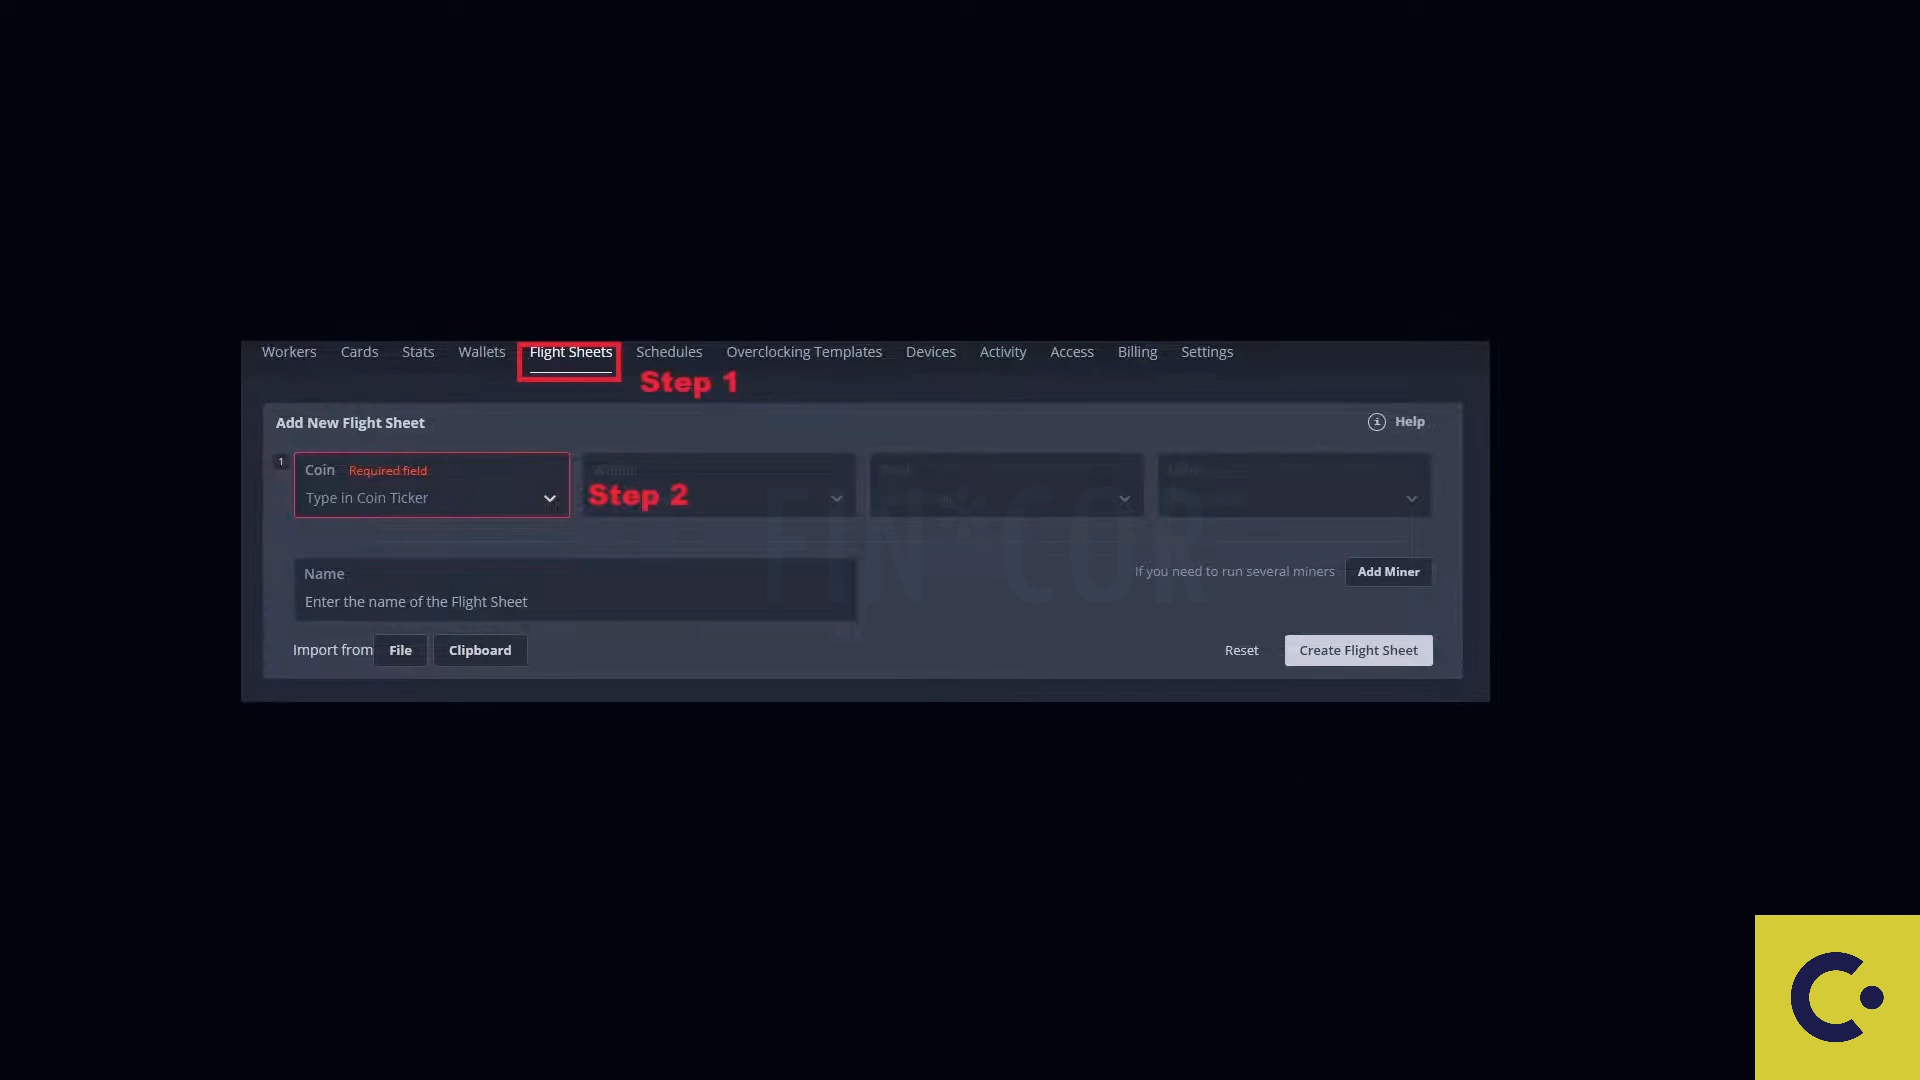 Workers Cards Stats Wallets Flight Sheets Schedules Overclocking Templates Devices Activity Access Billing Settings
Step 1
Add New Flight Sheet
Help
1
Coin Required field
Type in Coin Ticker
Step 2
FIN*COR
Name
Enter the name of the Flight Sheet
If you need to run several miners Add Miner
Import from File Clipboard
Reset Create Flight Sheet